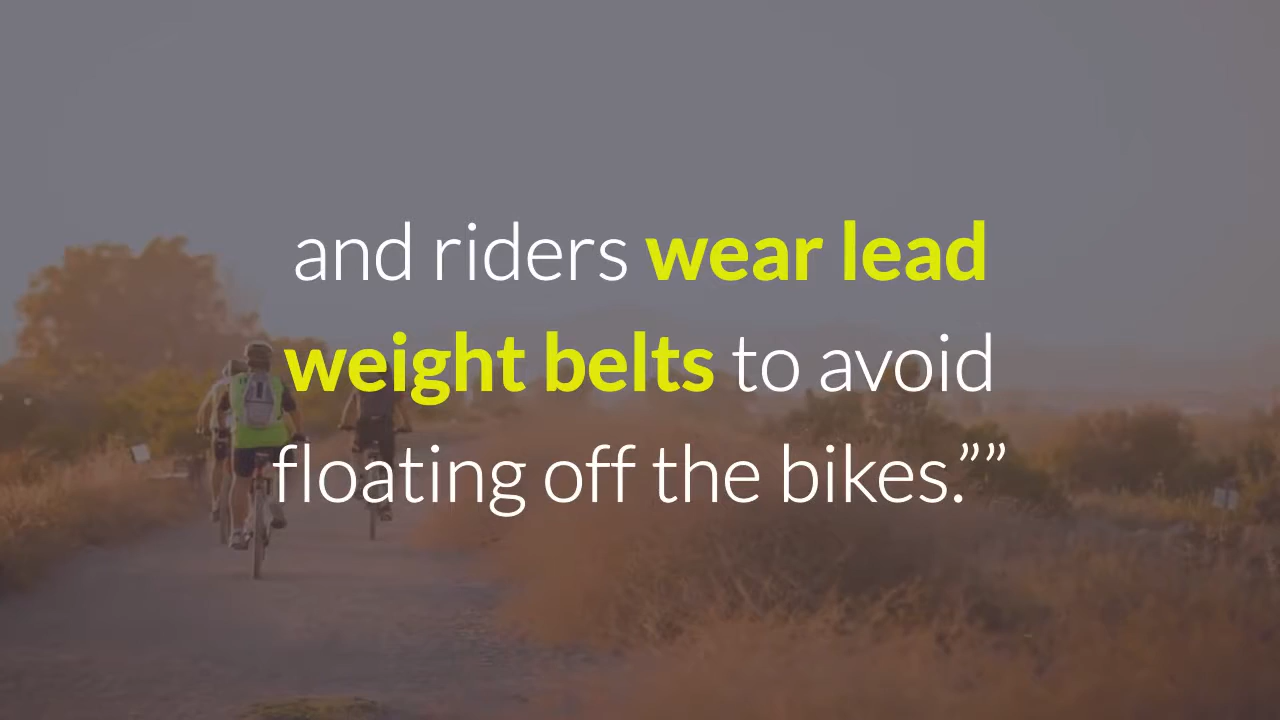 and riders wear lead
weight belts to avoid
floating off the bikes.””